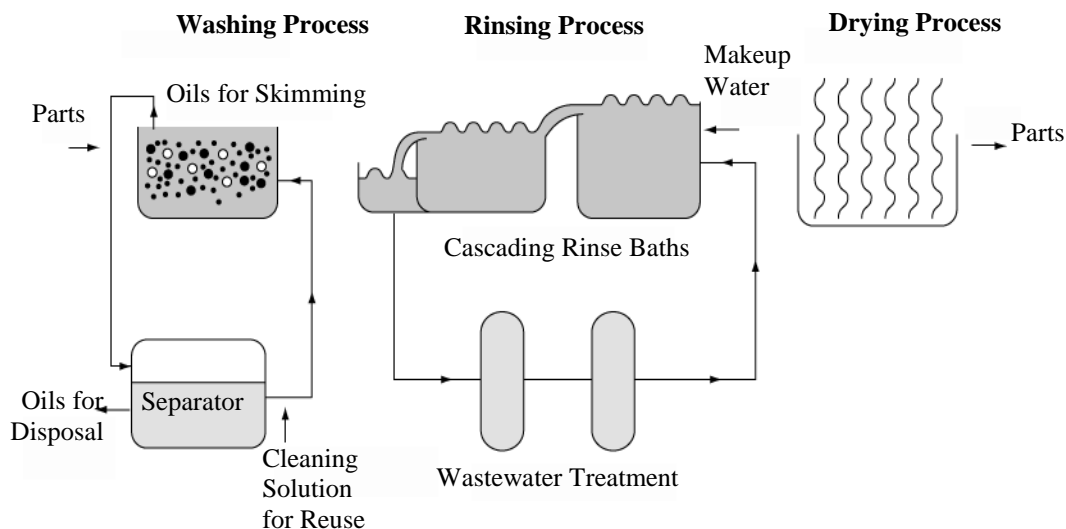 Washing Process
Rinsing Process
Drying Process
Parts
Oils for Skimming
Makeup
Water
Parts
Cascading Rinse Baths
Oils for
Disposal
Separator
Cleaning
Solution
for Reuse
Wastewater Treatment